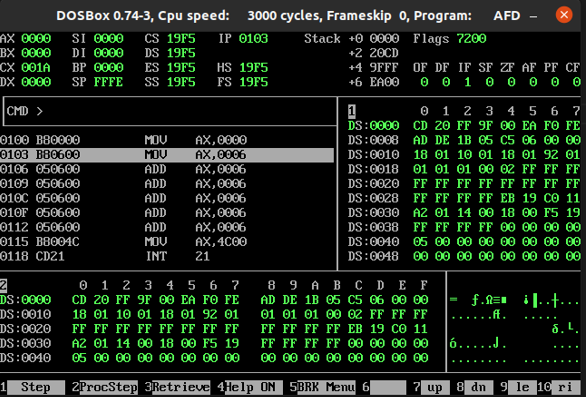 DOSBox 0.74-3, Cpu speed: 3000 cycles, Frameskip 0, Program: AFD
AX 0000 SI 0000 CS 19F5 IP 0103 Stack +0 0000 Flags 7200
BX 0000 DI 0000 DS 19F5 +2 20CD
CX 001A BP 0000 ES 19F5 HS 19F5 +4 9FFF OF DF IF SF ZF AF PF CF
DX 0000 SP FFFE SS 19F5 FS 19F5 +6 EA00 0 0 1 0 0 0 0 0
CMD >
0100 B80000 MOV AX,0000
0103 B80600 MOV AX,0006
0106 050600 ADD AX,0006
0109 050600 ADD AX,0006
010C 050600 ADD AX,0006
010F 050600 ADD AX,0006
0112 050600 ADD AX,0006
0115 B8004C MOV AX,4C00
0118 CD21 INT 21
1 0 1 2 3 4 5 6 7
DS:0000 CD 20 FF 9F 00 EA F0 FE
DS:0008 AD DE 1B 05 C5 06 00 00
DS:0010 18 01 10 01 18 01 92 01
DS:0018 01 01 01 00 02 FF FF FF
DS:0020 FF FF FF FF FF FF FF FF
DS:0028 FF FF FF FF EB 19 C0 11
DS:0030 A2 01 14 00 18 00 F5 19
DS:0038 FF FF FF FF 00 00 00 00
DS:0040 05 00 00 00 00 00 00 00
DS:0048 00 00 00 00 00 00 00 00
2 0 1 2 3 4 5 6 7 8 9 A B C D E F
DS:0000 CD 20 FF 9F 00 EA F0 FE AD DE 1B 05 C5 06 00 00
DS:0010 18 01 10 01 18 01 92 01 01 01 01 00 02 FF FF FF
DS:0020 FF FF FF FF FF FF FF FF FF FF FF FF EB 19 C0 11
DS:0030 A2 01 14 00 18 00 F5 19 FF FF FF FF 00 00 00 00
DS:0040 05 00 00 00 00 00 00 00 00 00 00 00 00 00 00 00
1 Step 2ProcStep 3Retrieve 4Help ON 5BRK Menu 6 7 up 8 dn 9 le 10 ri